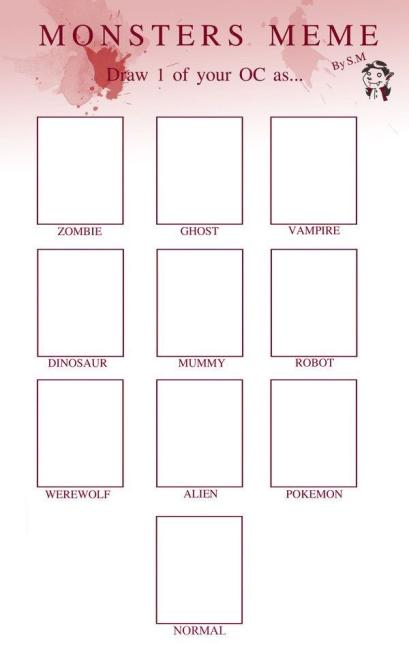 MONSTERS MEME
Draw 1 of your OC as...
By S.M
ZOMBIE
GHOST
VAMPIRE
DINOSAUR
MUMMY
ROBOT
WEREWOLF
ALIEN
POKEMON
NORMAL